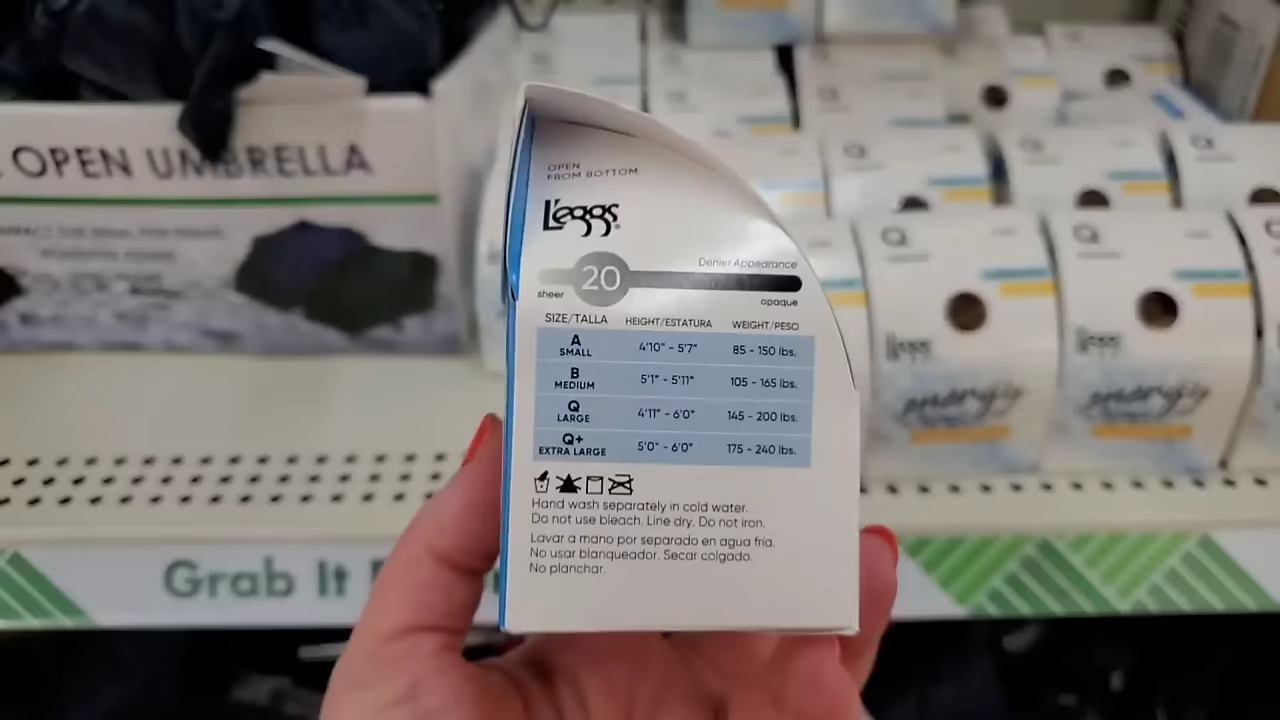 OPEN UMBRELLA
OPEN
FROM BOTTOM
L'eggs®
20
Denier Appearance
sheer
opaque
SIZE/TALLA HEIGHT/ESTATURA WEIGHT/PESO
A
SMALL
4'10" - 5'7" 85 - 150 lbs.
B
MEDIUM
5'1" - 5'11" 105 - 165 lbs.
Q
LARGE
4'11" - 6'0" 145 - 200 lbs.
Q+
EXTRA LARGE
5'0" - 6'0" 175 - 240 lbs.
Hand wash separately in cold water.
Do not use bleach. Line dry. Do not iron.
Lavar a mano por separado en agua fría.
No usar blanqueador. Secar colgado.
No planchar.
Q
Q
Q
L'eggs
L'eggs
energy
energy
Grab It